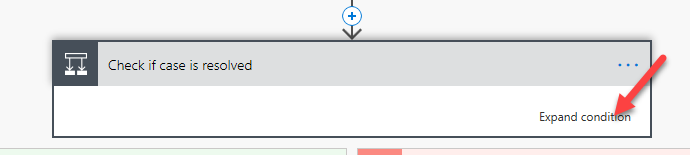 Check if case is resolved
Expand condition